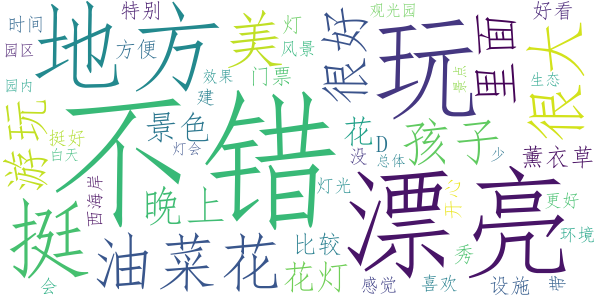 时间
特别
灯
观光园
好看
地方
美
很好
玩
里面
很大
园区
方便
风景
门票
效果
景点
生态
园内
建
游玩
挺好
白天
不错
景色
灯会
花
D
没
总体
孩子
少
薰衣草
西海岸
晚上
灯光
漂亮
开心
更好
挺
油菜花
比较
花灯
秀
环境
会
感觉
喜欢
设施